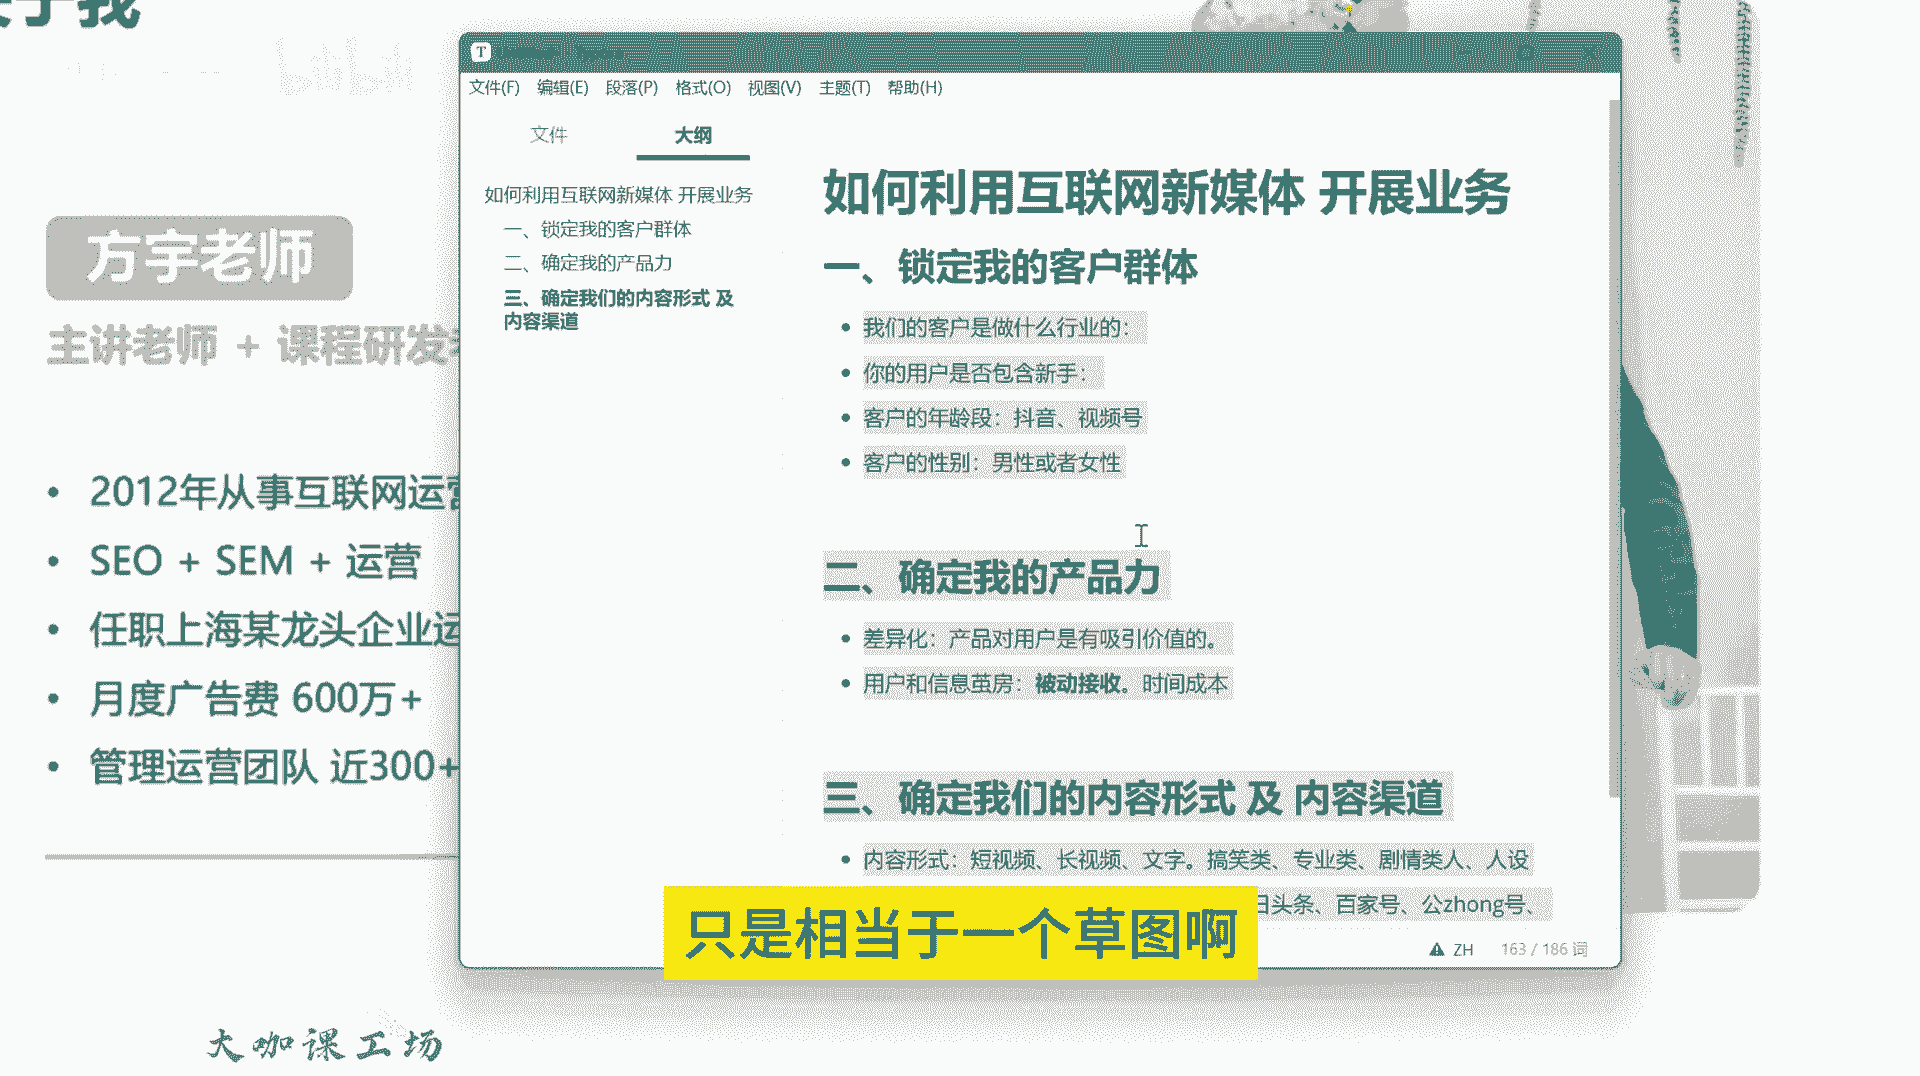 关于我
bilibili
方宇老师
主讲老师 + 课程研发
• 2012年从事互联网运营
• SEO + SEM + 运营
• 任职上海某龙头企业运
• 月度广告费 600万+
• 管理运营团队 近300+
大咖课工场
T
文件(F) 编辑(E) 段落(P) 格式(O) 视图(V) 主题(T) 帮助(H)
文件 大纲
如何利用互联网新媒体 开展业务
一、锁定我的客户群体
二、确定我的产品力
三、确定我们的内容形式 及
内容渠道
如何利用互联网新媒体 开展业务
一、锁定我的客户群体
• 我们的客户是做什么行业的：
• 你的用户是否包含新手：
• 客户的年龄段：抖音、视频号
• 客户的性别：男性或者女性
二、确定我的产品力
• 差异化：产品对用户是有吸引价值的。
• 用户和信息茧房：被动接收。时间成本
三、确定我们的内容形式 及 内容渠道
• 内容形式：短视频、长视频、文字。搞笑类、专业类、剧情类人、人设
日头条、百家号、公zhong号、
ZH 163 / 186 词
只是相当于一个草图啊